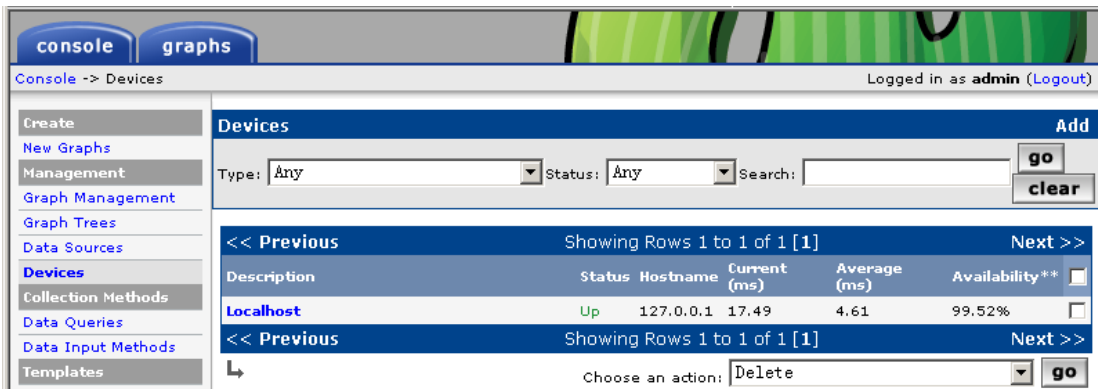 console graphs
Console -> Devices Logged in as admin (Logout)
Create
New Graphs
Management
Graph Management
Graph Trees
Data Sources
Devices
Collection Methods
Data Queries
Data Input Methods
Templates
Devices Add
Type: Any Status: Any Search: go
clear
<< Previous Showing Rows 1 to 1 of 1 [1] Next >>
Description Status Hostname Current (ms) Average (ms) Availability**
Localhost Up 127.0.0.1 17.49 4.61 99.52%
<< Previous Showing Rows 1 to 1 of 1 [1] Next >>
Choose an action: Delete go